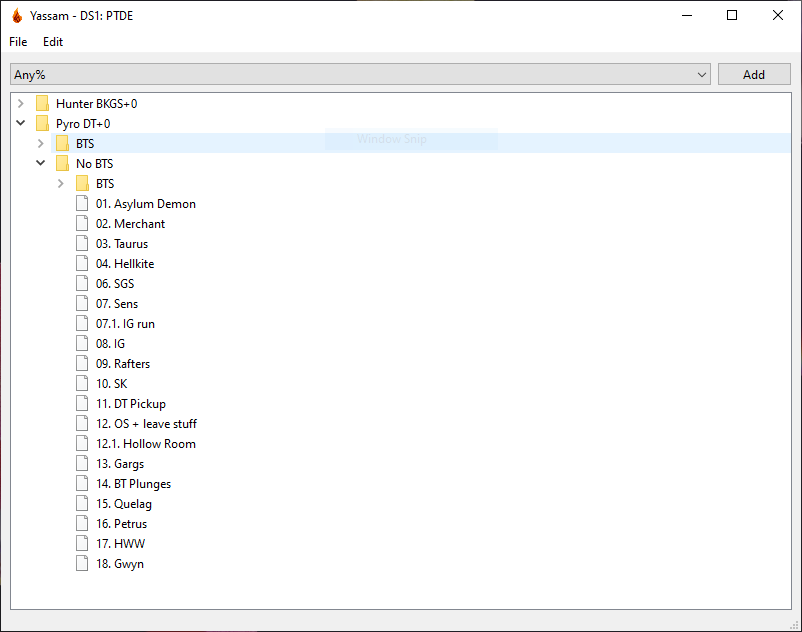 Yassam - DS1: PTDE
File Edit
Any% Add
Hunter BKGS+0
Pyro DT+0
BTS
Window Snip
No BTS
BTS
01. Asylum Demon
02. Merchant
03. Taurus
04. Hellkite
06. SGS
07. Sens
07.1. IG run
08. IG
09. Rafters
10. SK
11. DT Pickup
12. OS + leave stuff
12.1. Hollow Room
13. Gargs
14. BT Plunges
15. Quelag
16. Petrus
17. HWW
18. Gwyn